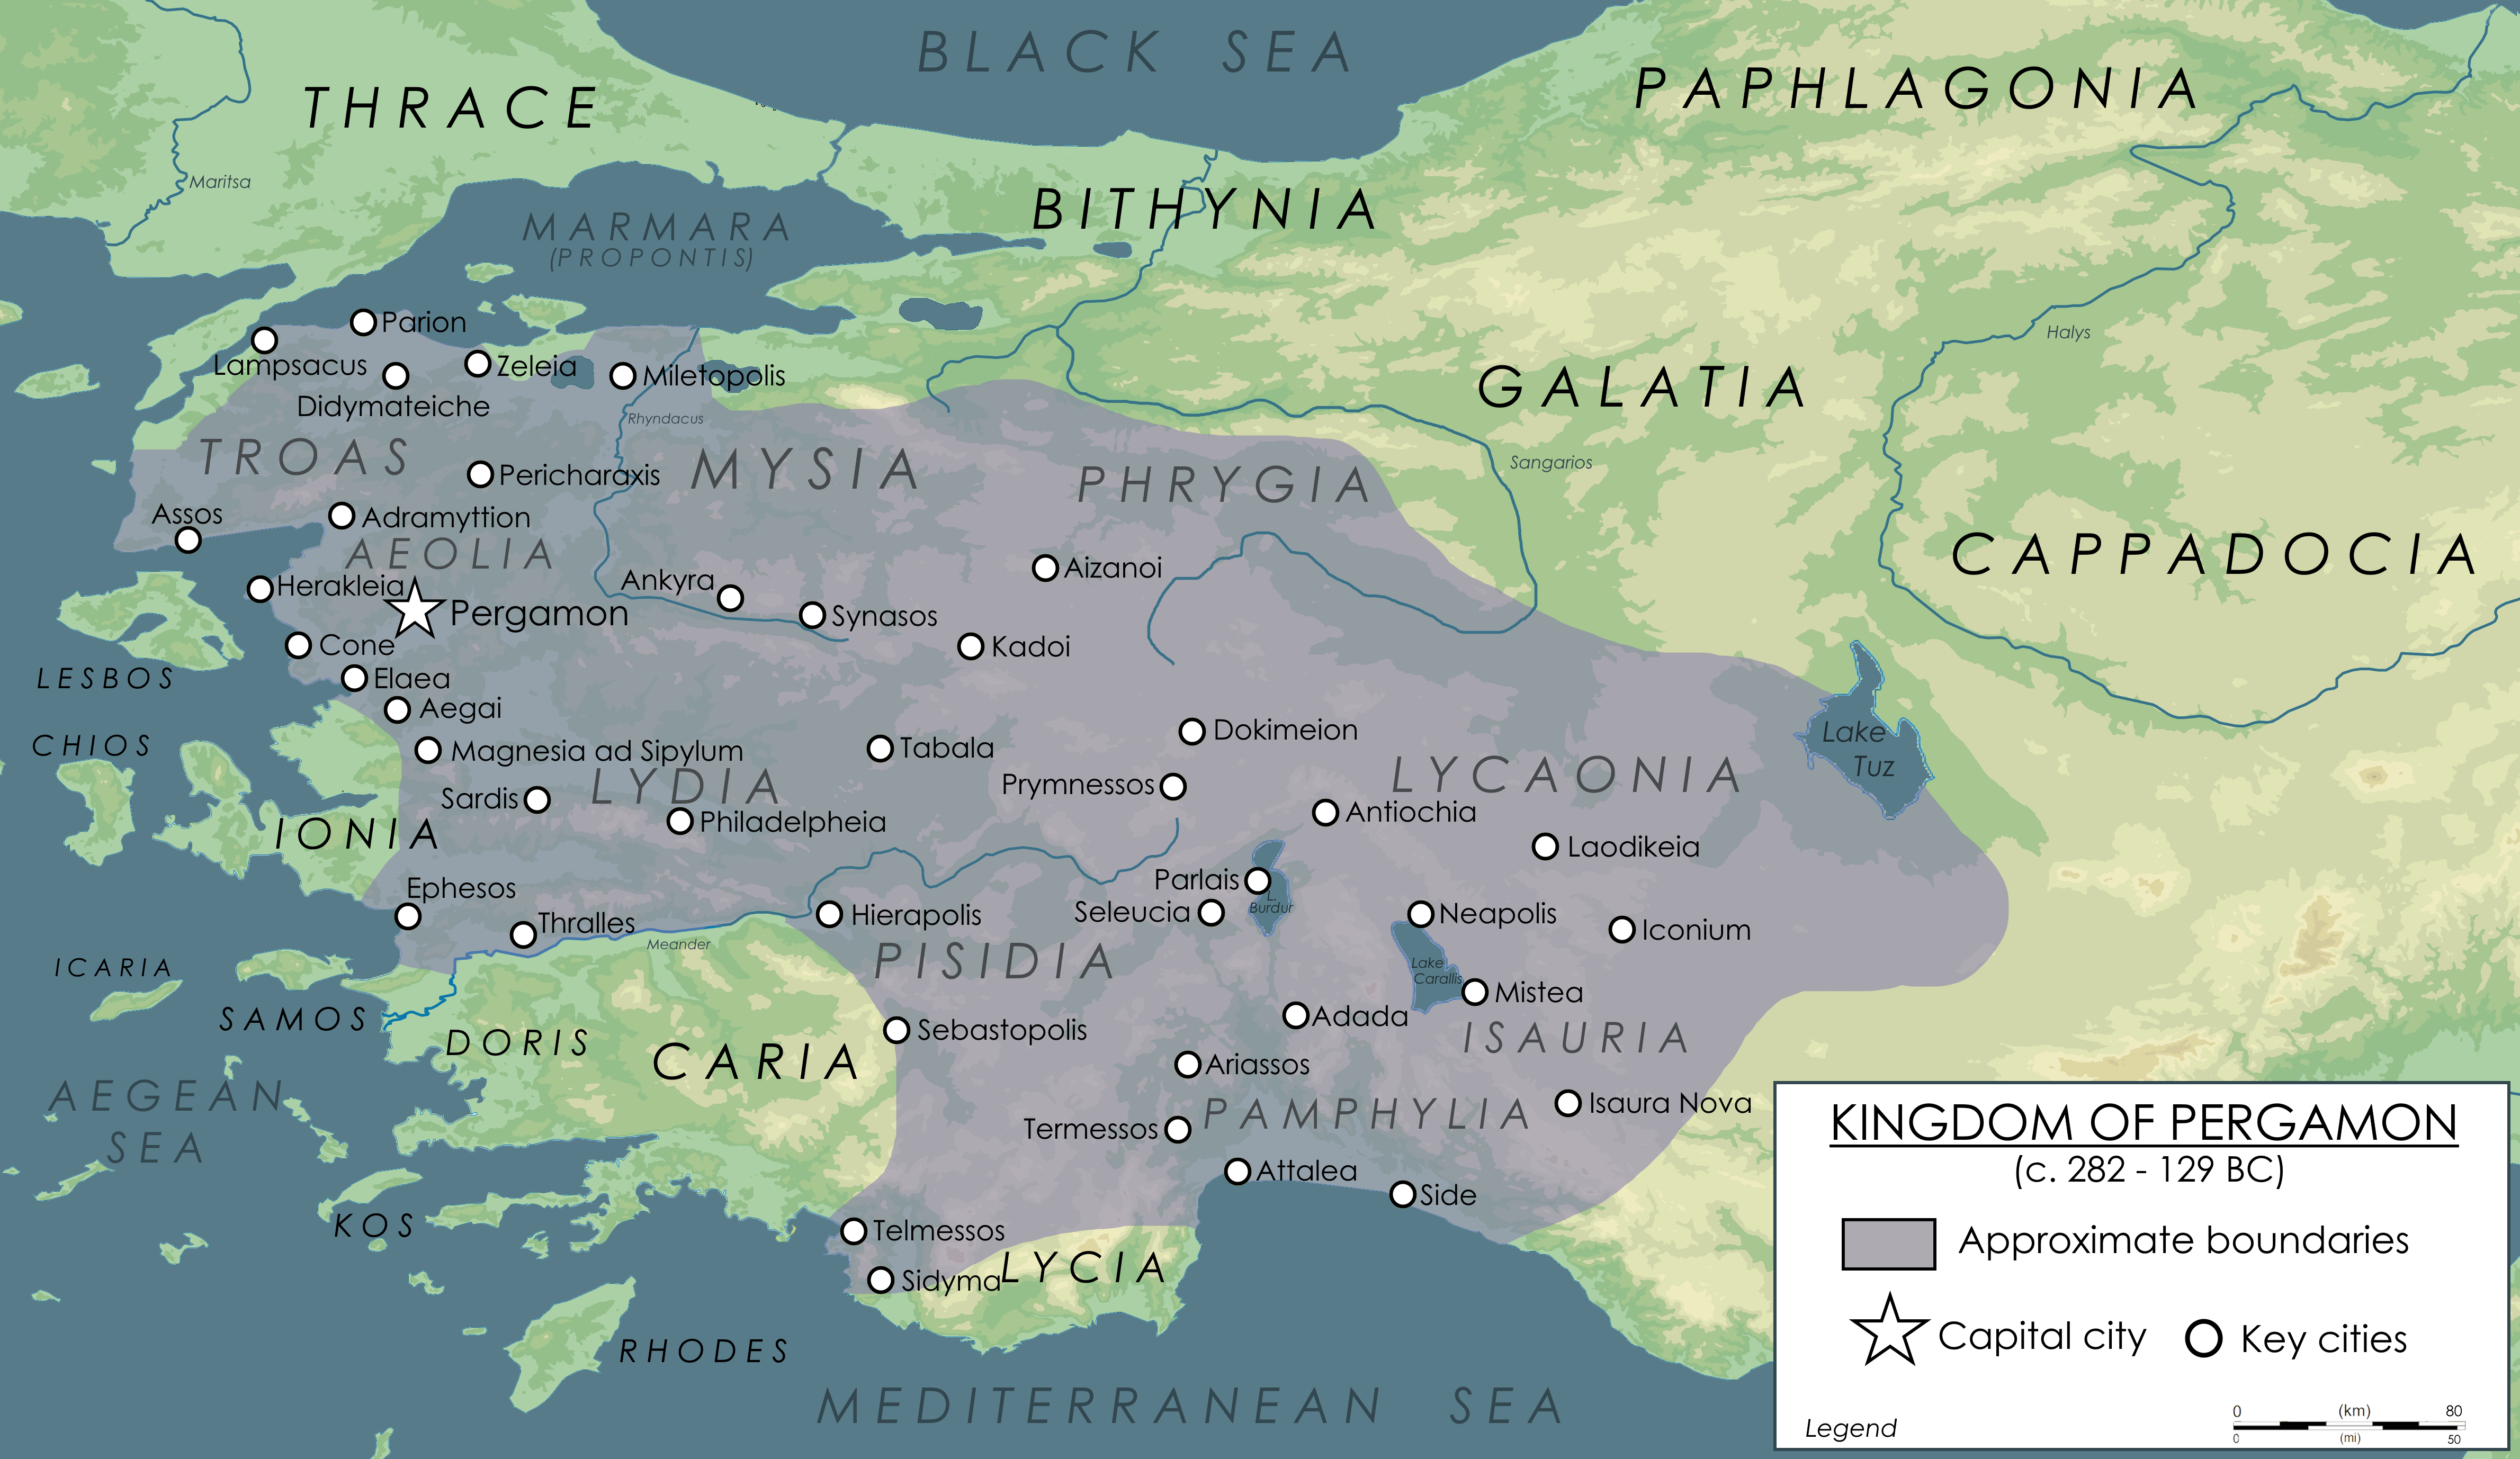 BLACK SEA
PAPHLAGONIA
THRACE
Maritsa
BITHYNIA
MARMARA
(PROPONTIS)
Halys
Parion
Lampsacus
Zeleia
Miletopolis
Didymateiche
Rhyndacus
GALATIA
TROAS
MYSIA
PHRYGIA
Sangarios
Pericharaxis
Assos
Adramyttion
AEOLIA
CAPPADOCIA
Herakleia
Ankyra
Aizanoi
Pergamon
Synasos
Cone
Kadoi
LESBOS
Elaea
Aegai
CHIOS
Magnesia ad Sipylum
Tabala
Dokimeion
Lake
Tuz
LYDIA
LYCAONIA
Sardis
Prymnessos
Philadelpheia
Antiochia
IONIA
Laodikeia
Ephesos
Parlais
L.
Burdur
Thralles
Hierapolis
Seleucia
Neapolis
Iconium
Meander
PISIDIA
ICARIA
Lake
Carallis
Mistea
SAMOS
DORIS
Sebastopolis
Adada
ISAURIA
CARIA
Ariassos
AEGEAN
SEA
Termessos
PAMPHYLIA
Isaura Nova
Attalea
Side
KOS
Telmessos
Sidyma
LYCIA
RHODES
MEDITERRANEAN SEA
KINGDOM OF PERGAMON
(c. 282 - 129 BC)
Approximate boundaries
Capital city
Key cities
Legend
0 (km) 80
0 (mi) 50